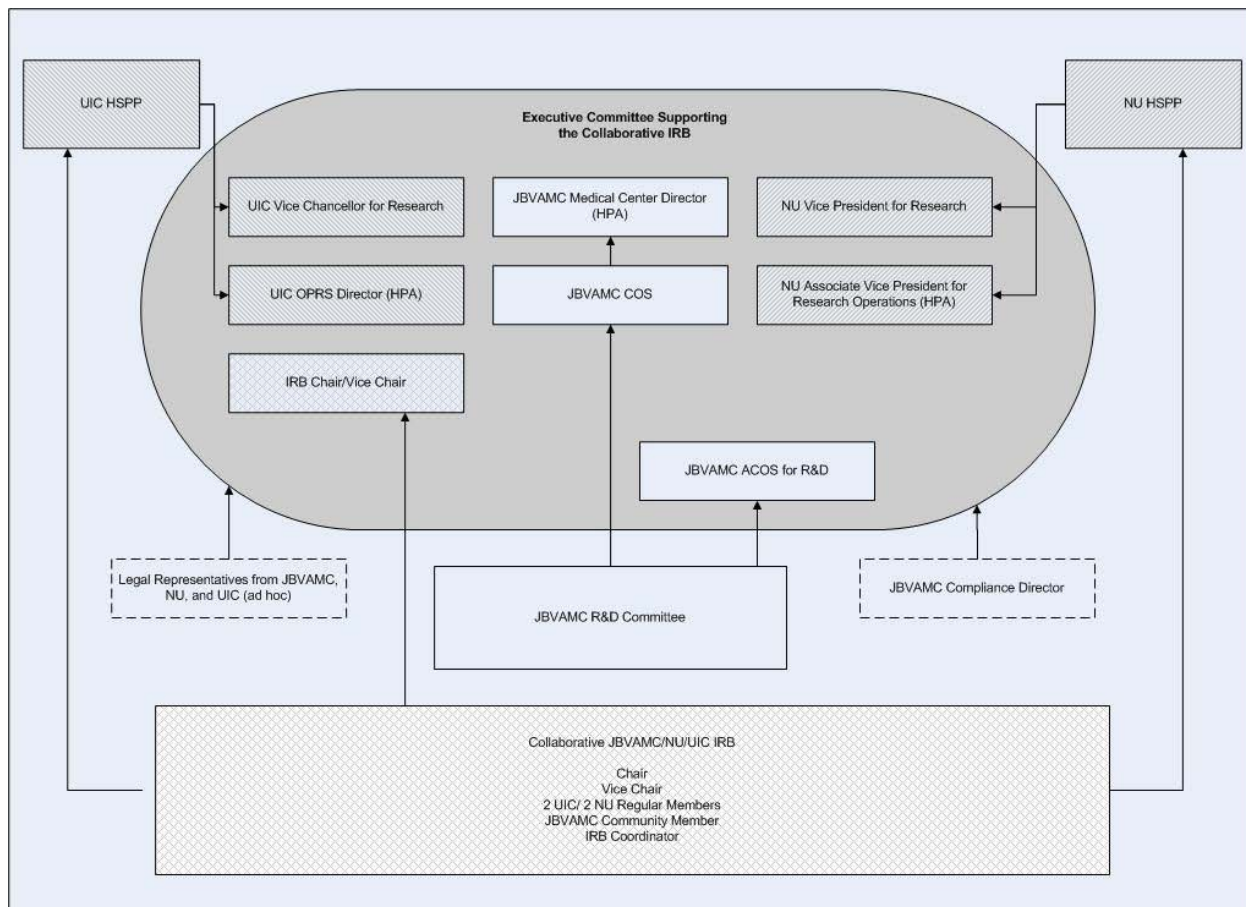 UIC HSPP
NU HSPP
Executive Committee Supporting
the Collaborative IRB
UIC Vice Chancellor for Research
JBVAMC Medical Center Director
(HPA)
NU Vice President for Research
UIC OPRS Director (HPA)
JBVAMC COS
NU Associate Vice President for
Research Operations (HPA)
IRB Chair/Vice Chair
JBVAMC ACOS for R&D
Legal Representatives from JBVAMC,
NU, and UIC (ad hoc)
JBVAMC R&D Committee
JBVAMC Compliance Director
Collaborative JBVAMC/NU/UIC IRB
Chair
Vice Chair
2 UIC/ 2 NU Regular Members
JBVAMC Community Member
IRB Coordinator